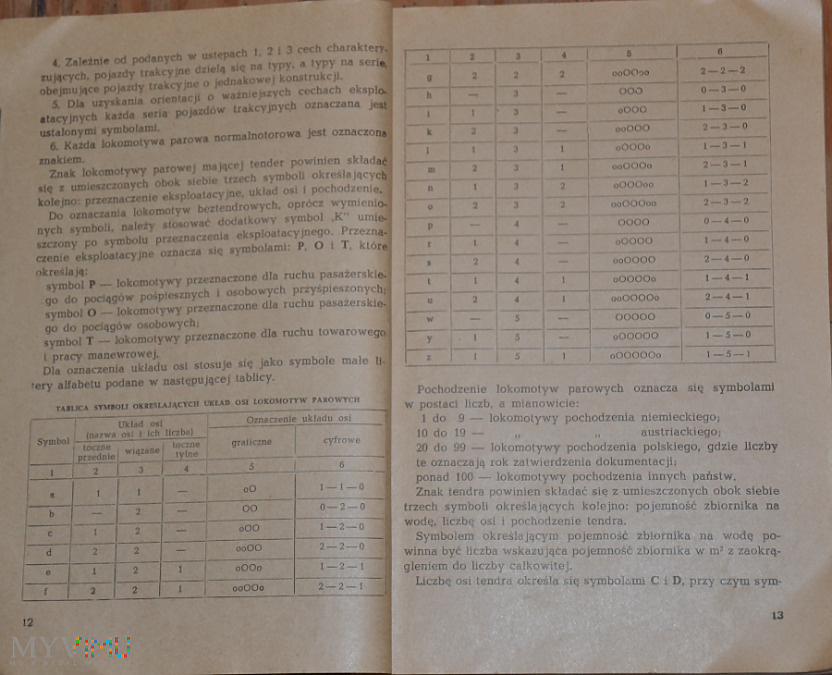 4. Zależnie od podanych w ustępach 1, 2 i 3 cech charaktery-
zujących, pojazdy trakcyjne dzielą się na typy, a typy na serie,
obejmujące pojazdy trakcyjne o jednakowej konstrukcji.
5. Dla uzyskania orientacji o ważniejszych cechach eksplo-
atacyjnych każda seria pojazdów trakcyjnych oznaczana jest
ustalonymi symbolami.
6. Każda lokomotywa parowa normalnotorowa jest oznaczona
znakiem.
Znak lokomotywy parowej mającej tender powinien składać
się z umieszczonych obok siebie trzech symboli określających
kolejno: przeznaczenie eksploatacyjne, układ osi i pochodzenie.
Do oznaczania lokomotyw beztendrowych, oprócz wymienio-
nych symboli, należy stosować dodatkowy symbol „K" umie-
szczony po symbolu przeznaczenia eksploatacyjnego. Przezna-
czenie eksploatacyjne oznacza się symbolami: P, O i T, które
określają:
symbol P — lokomotywy przeznaczone dla ruchu pasażerskie-
go do pociągów pośpiesznych i osobowych przyśpieszonych;
symbol O — lokomotywy przeznaczone dla ruchu pasażerskie-
go do pociągów osobowych;
symbol T — lokomotywy przeznaczone dla ruchu towarowego
i pracy manewrowej.
Dla oznaczenia układu osi stosuje się jako symbole małe li-
tery alfabetu podane w następującej tablicy.
TABLICA SYMBOLI OKREŚLAJĄCYCH UKŁAD OSI LOKOMOTYW PAROWYCH
Symbol | Układ osi (nazwa osi i ich liczba) | Oznaczenie układu osi
toczne przednie | wiązane | toczne tylne | graficzne | cyfrowe
1 | 2 | 3 | 4 | 5 | 6
a | 1 | 1 | — | oO | 1—1—0
b | — | 2 | — | OO | 0—2—0
c | 1 | 2 | — | oOO | 1—2—0
d | 2 | 2 | — | ooOO | 2—2—0
e | 1 | 2 | 1 | oOOo | 1—2—1
f | 2 | 2 | 1 | ooOOo | 2—2—1
12
1 | 2 | 3 | 4 | 5 | 6
g | 2 | 2 | 2 | ooOOoo | 2—2—2
h | — | 3 | — | OOO | 0—3—0
i | 1 | 3 | — | oOOO | 1—3—0
k | 2 | 3 | — | ooOOO | 2—3—0
l | 1 | 3 | 1 | oOOOo | 1—3—1
m | 2 | 3 | 1 | ooOOOo | 2—3—1
n | 1 | 3 | 2 | oOOOoo | 1—3—2
o | 2 | 3 | 2 | ooOOOoo | 2—3—2
p | — | 4 | — | OOOO | 0—4—0
r | 1 | 4 | — | oOOOO | 1—4—0
s | 2 | 4 | — | ooOOOO | 2—4—0
t | 1 | 4 | 1 | oOOOOo | 1—4—1
u | 2 | 4 | 1 | ooOOOOo | 2—4—1
w | — | 5 | — | OOOOO | 0—5—0
y | 1 | 5 | — | oOOOOO | 1—5—0
z | 1 | 5 | 1 | oOOOOOo | 1—5—1
Pochodzenie lokomotyw parowych oznacza się symbolami
w postaci liczb, a mianowicie:
1 do 9 — lokomotywy pochodzenia niemieckiego;
10 do 19 — „ „ austriackiego;
20 do 99 — lokomotywy pochodzenia polskiego, gdzie liczby
te oznaczają rok zatwierdzenia dokumentacji;
ponad 100 — lokomotywy pochodzenia innych państw.
Znak tendra powinien składać się z umieszczonych obok siebie
trzech symboli określających kolejno: pojemność zbiornika na
wodę, liczbę osi i pochodzenie tendra.
Symbolem określającym pojemność zbiornika na wodę po-
winna być liczba wskazująca pojemność zbiornika w m³ z zaokrą-
gleniem do liczby całkowitej.
Liczbę osi tendra określa się symbolami C i D, przy czym sym-
13